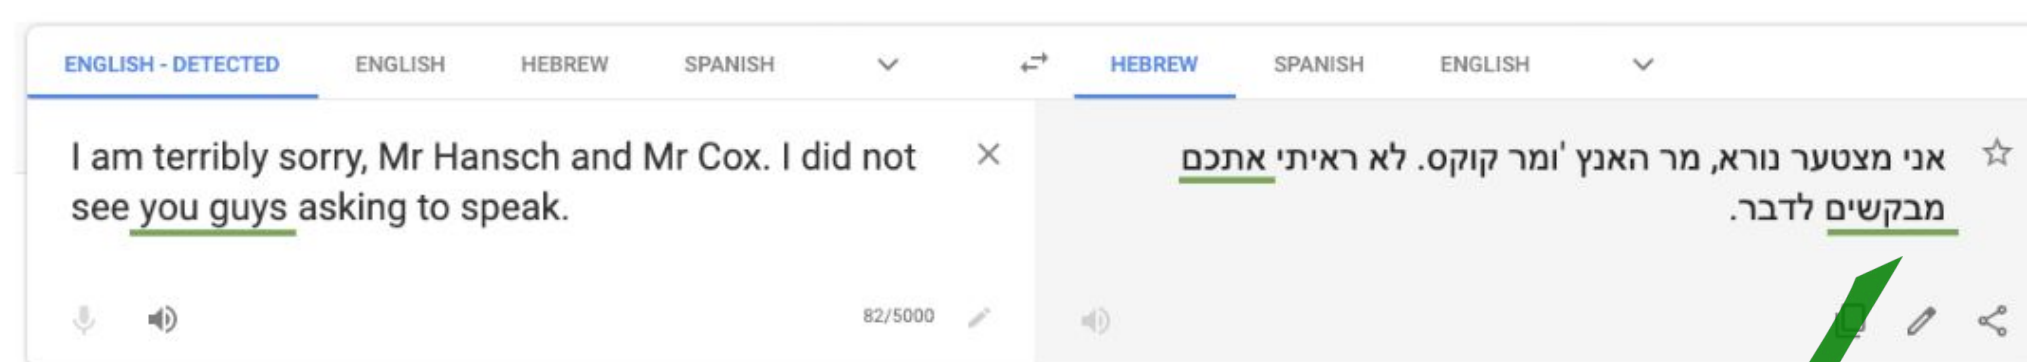 ENGLISH - DETECTED ENGLISH HEBREW SPANISH HEBREW SPANISH ENGLISH
I am terribly sorry, Mr Hansch and Mr Cox. I did not
see you guys asking to speak.
82/5000
אני מצטער נורא, מר האנץ 'ומר קוקס. לא ראיתי אתכם
מבקשים לדבר.